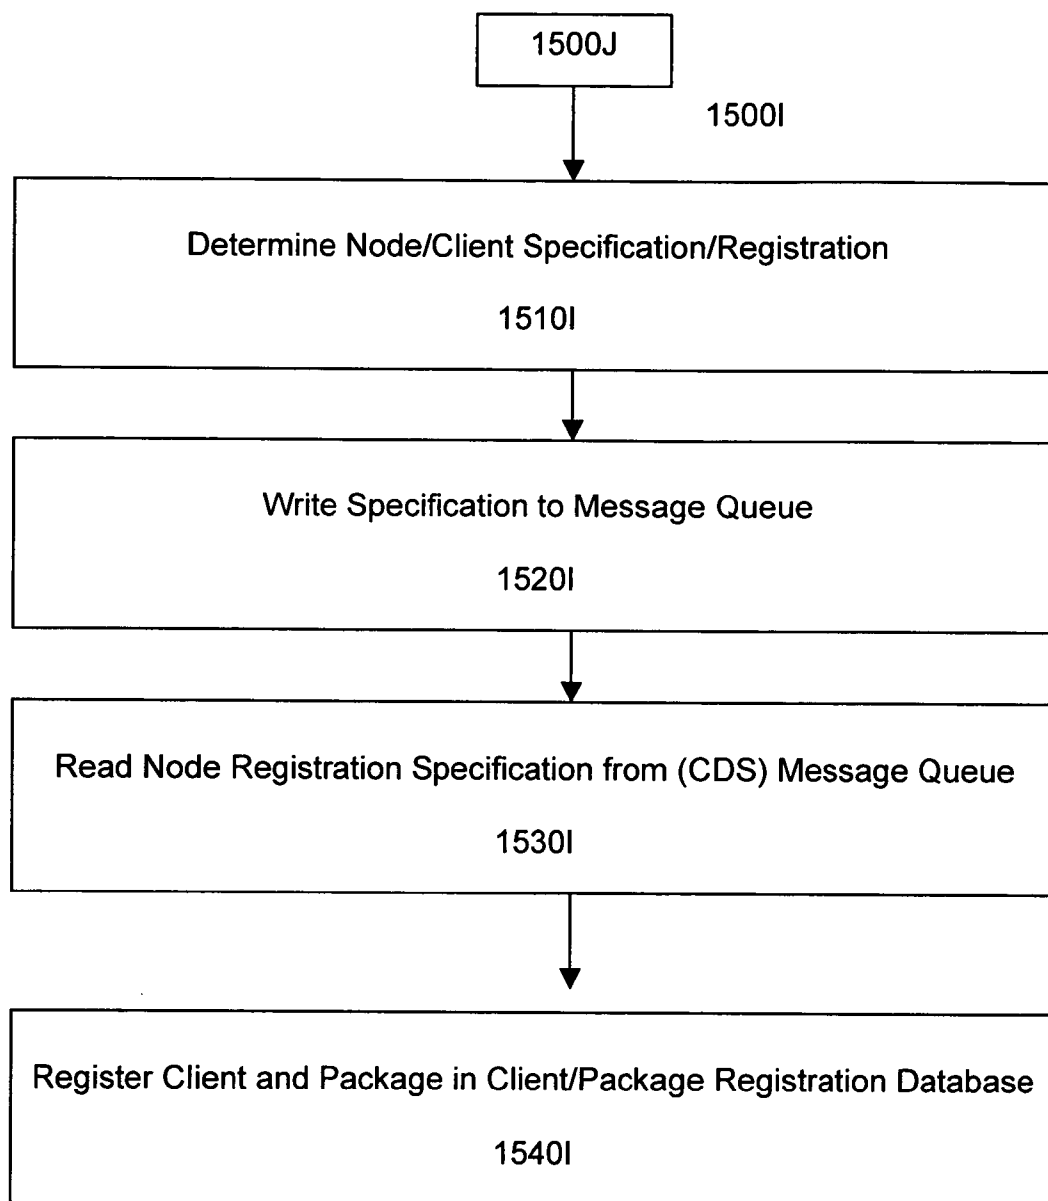 1500J
1500I
Determine Node/Client Specification/Registration
1510I
Write Specification to Message Queue
1520I
Read Node Registration Specification from (CDS) Message Queue
1530I
Register Client and Package in Client/Package Registration Database
1540I